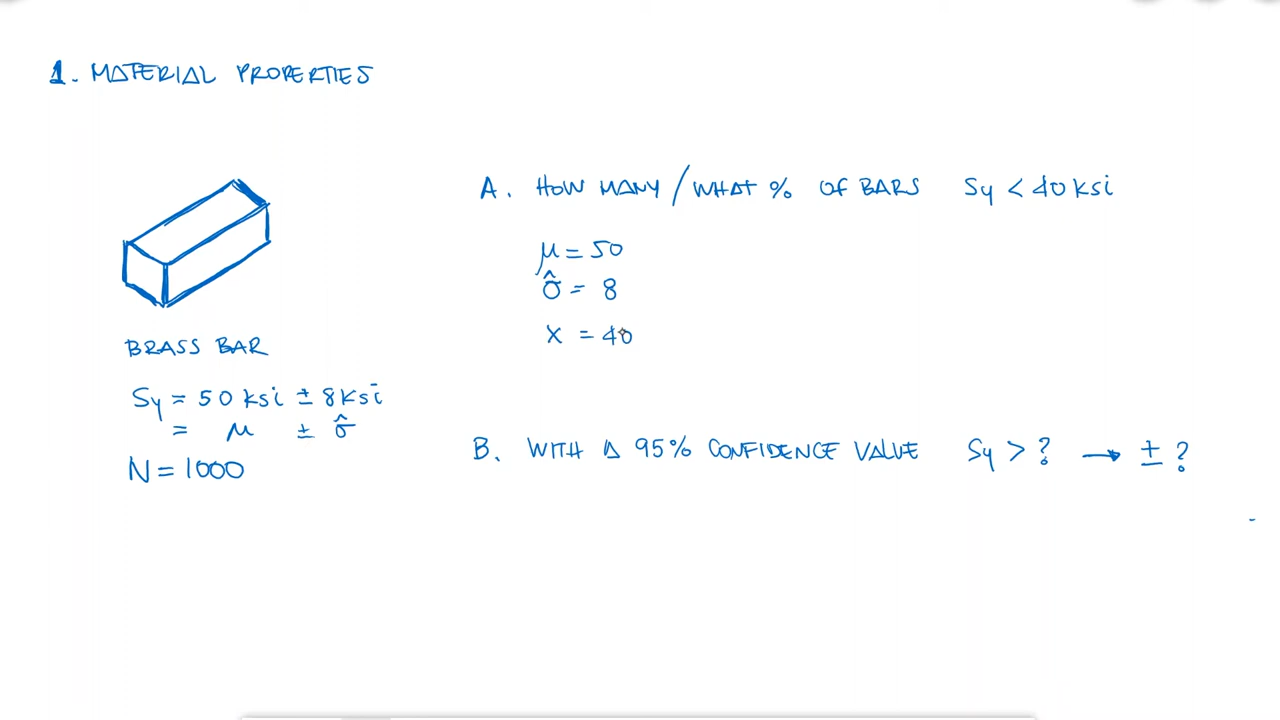 1. MATERIAL PROPERTIES
A. HOW MANY / WHAT % OF BARS Sy < 40 ksi
μ = 50
σ̂ = 8
x = 40
BRASS BAR
Sy = 50 ksi ± 8 ksi
= μ ± σ̂
N = 1000
B. WITH A 95% CONFIDENCE VALUE Sy > ? → ± ?